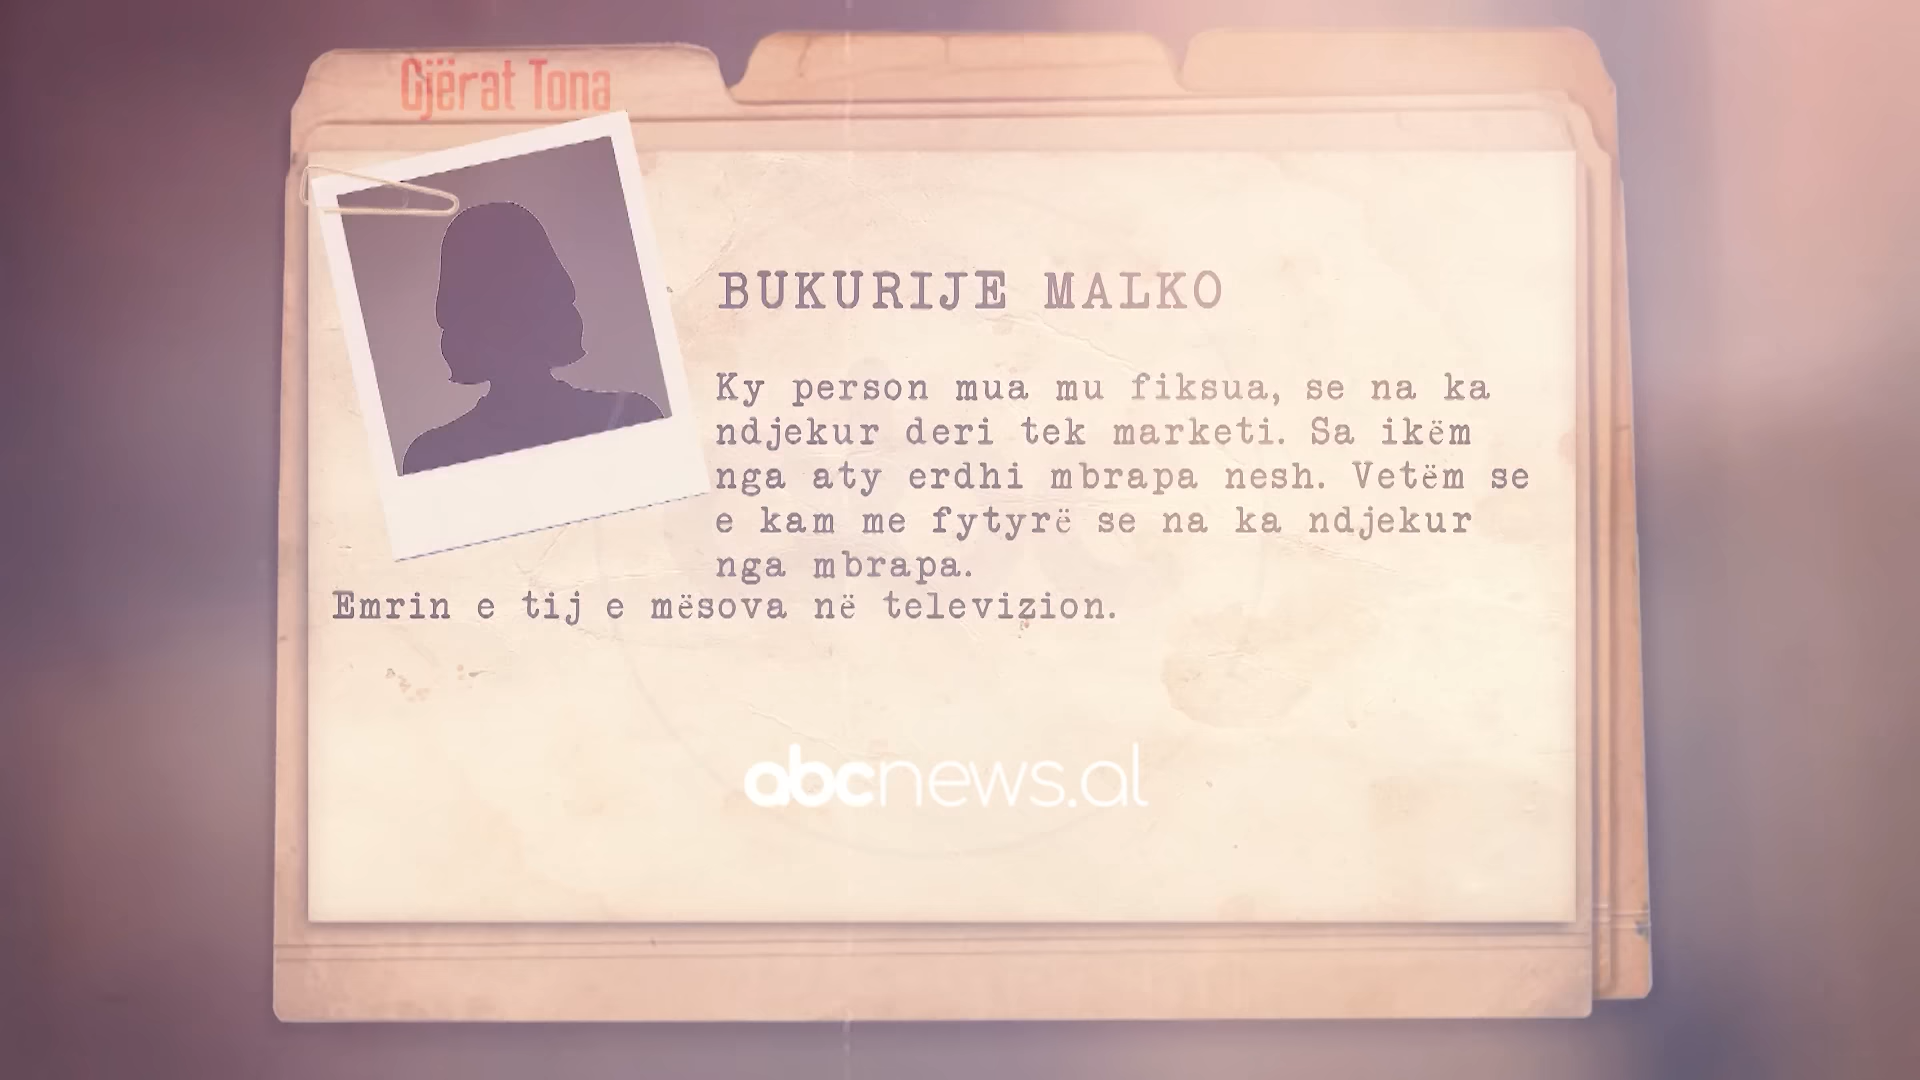 Gjërat Tona
BUKURIJE MALKO
Ky person mua mu fiksua, se na ka
ndjekur deri tek marketi. Sa ikëm
nga aty erdhi mbrapa nesh. Vetëm se
e kam me fytyrë se na ka ndjekur
nga mbrapa.
Emrin e tij e mësova në televizion.
abcnews.al